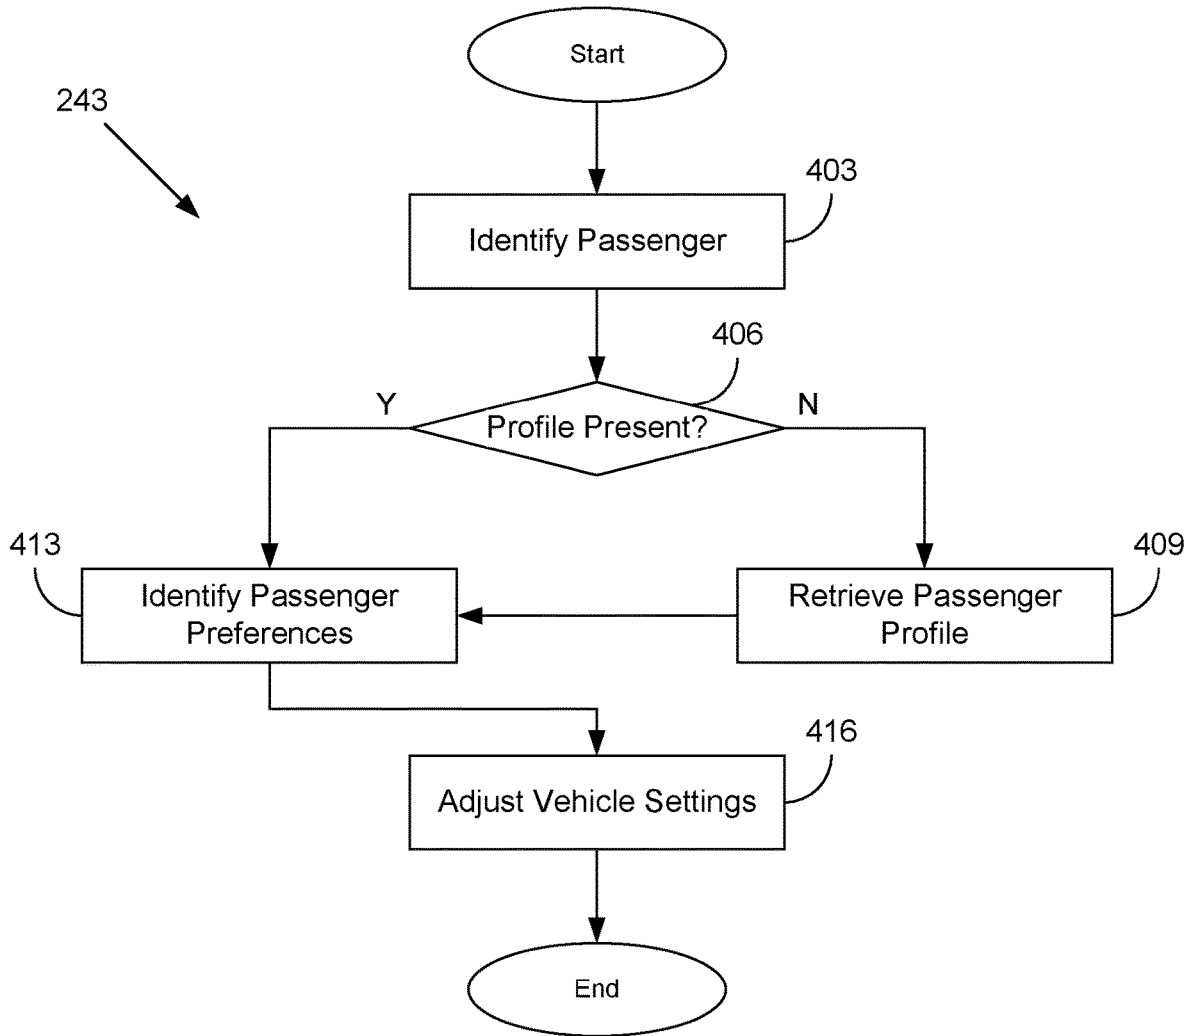 Start
243
403
Identify Passenger
406
Y
Profile Present?
N
413
409
Identify Passenger
Preferences
Retrieve Passenger
Profile
416
Adjust Vehicle Settings
End